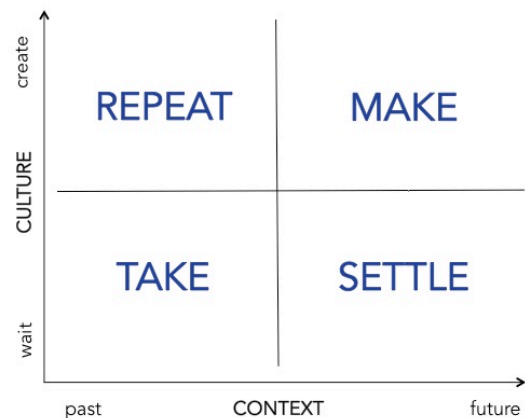 create
REPEAT
MAKE
CULTURE
TAKE
SETTLE
wait
past
CONTEXT
future